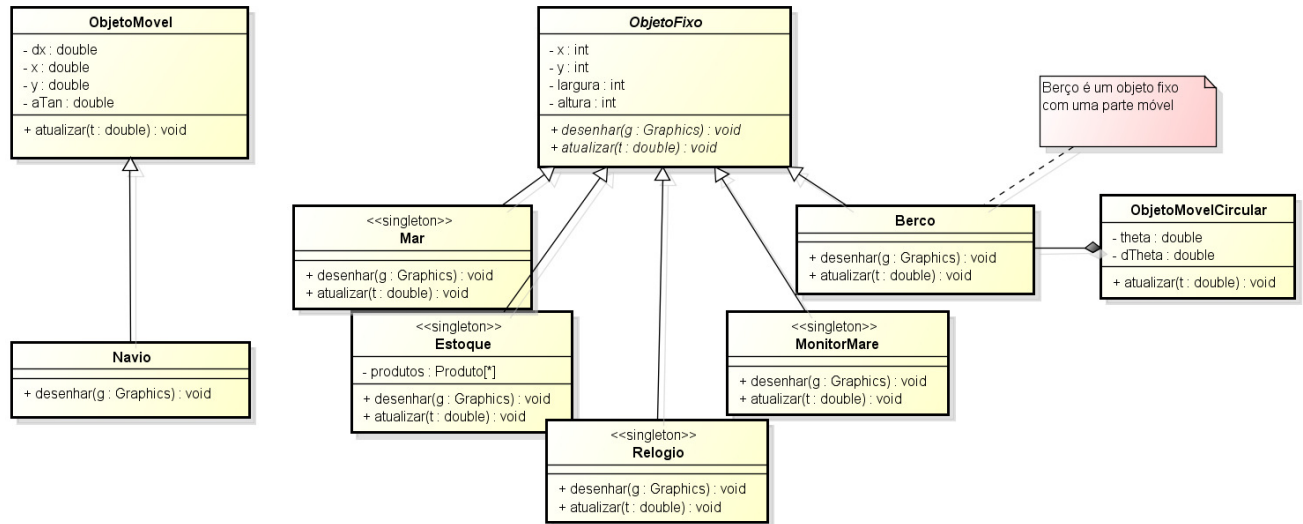 ObjetoMovel
- dx : double
- x : double
- y : double
- aTan : double
+ atualizar(t : double) : void
ObjetoFixo
- x : int
- y : int
- largura : int
- altura : int
+ desenhar(g : Graphics) : void
+ atualizar(t : double) : void
Berço é um objeto fixo
com uma parte móvel
<<singleton>>
Mar
+ desenhar(g : Graphics) : void
+ atualizar(t : double) : void
Berco
+ desenhar(g : Graphics) : void
+ atualizar(t : double) : void
ObjetoMovelCircular
- theta : double
- dTheta : double
+ atualizar(t : double) : void
Navio
+ desenhar(g : Graphics) : void
<<singleton>>
Estoque
- produtos : Produto[*]
+ desenhar(g : Graphics) : void
+ atualizar(t : double) : void
<<singleton>>
MonitorMare
+ desenhar(g : Graphics) : void
+ atualizar(t : double) : void
<<singleton>>
Relogio
+ desenhar(g : Graphics) : void
+ atualizar(t : double) : void